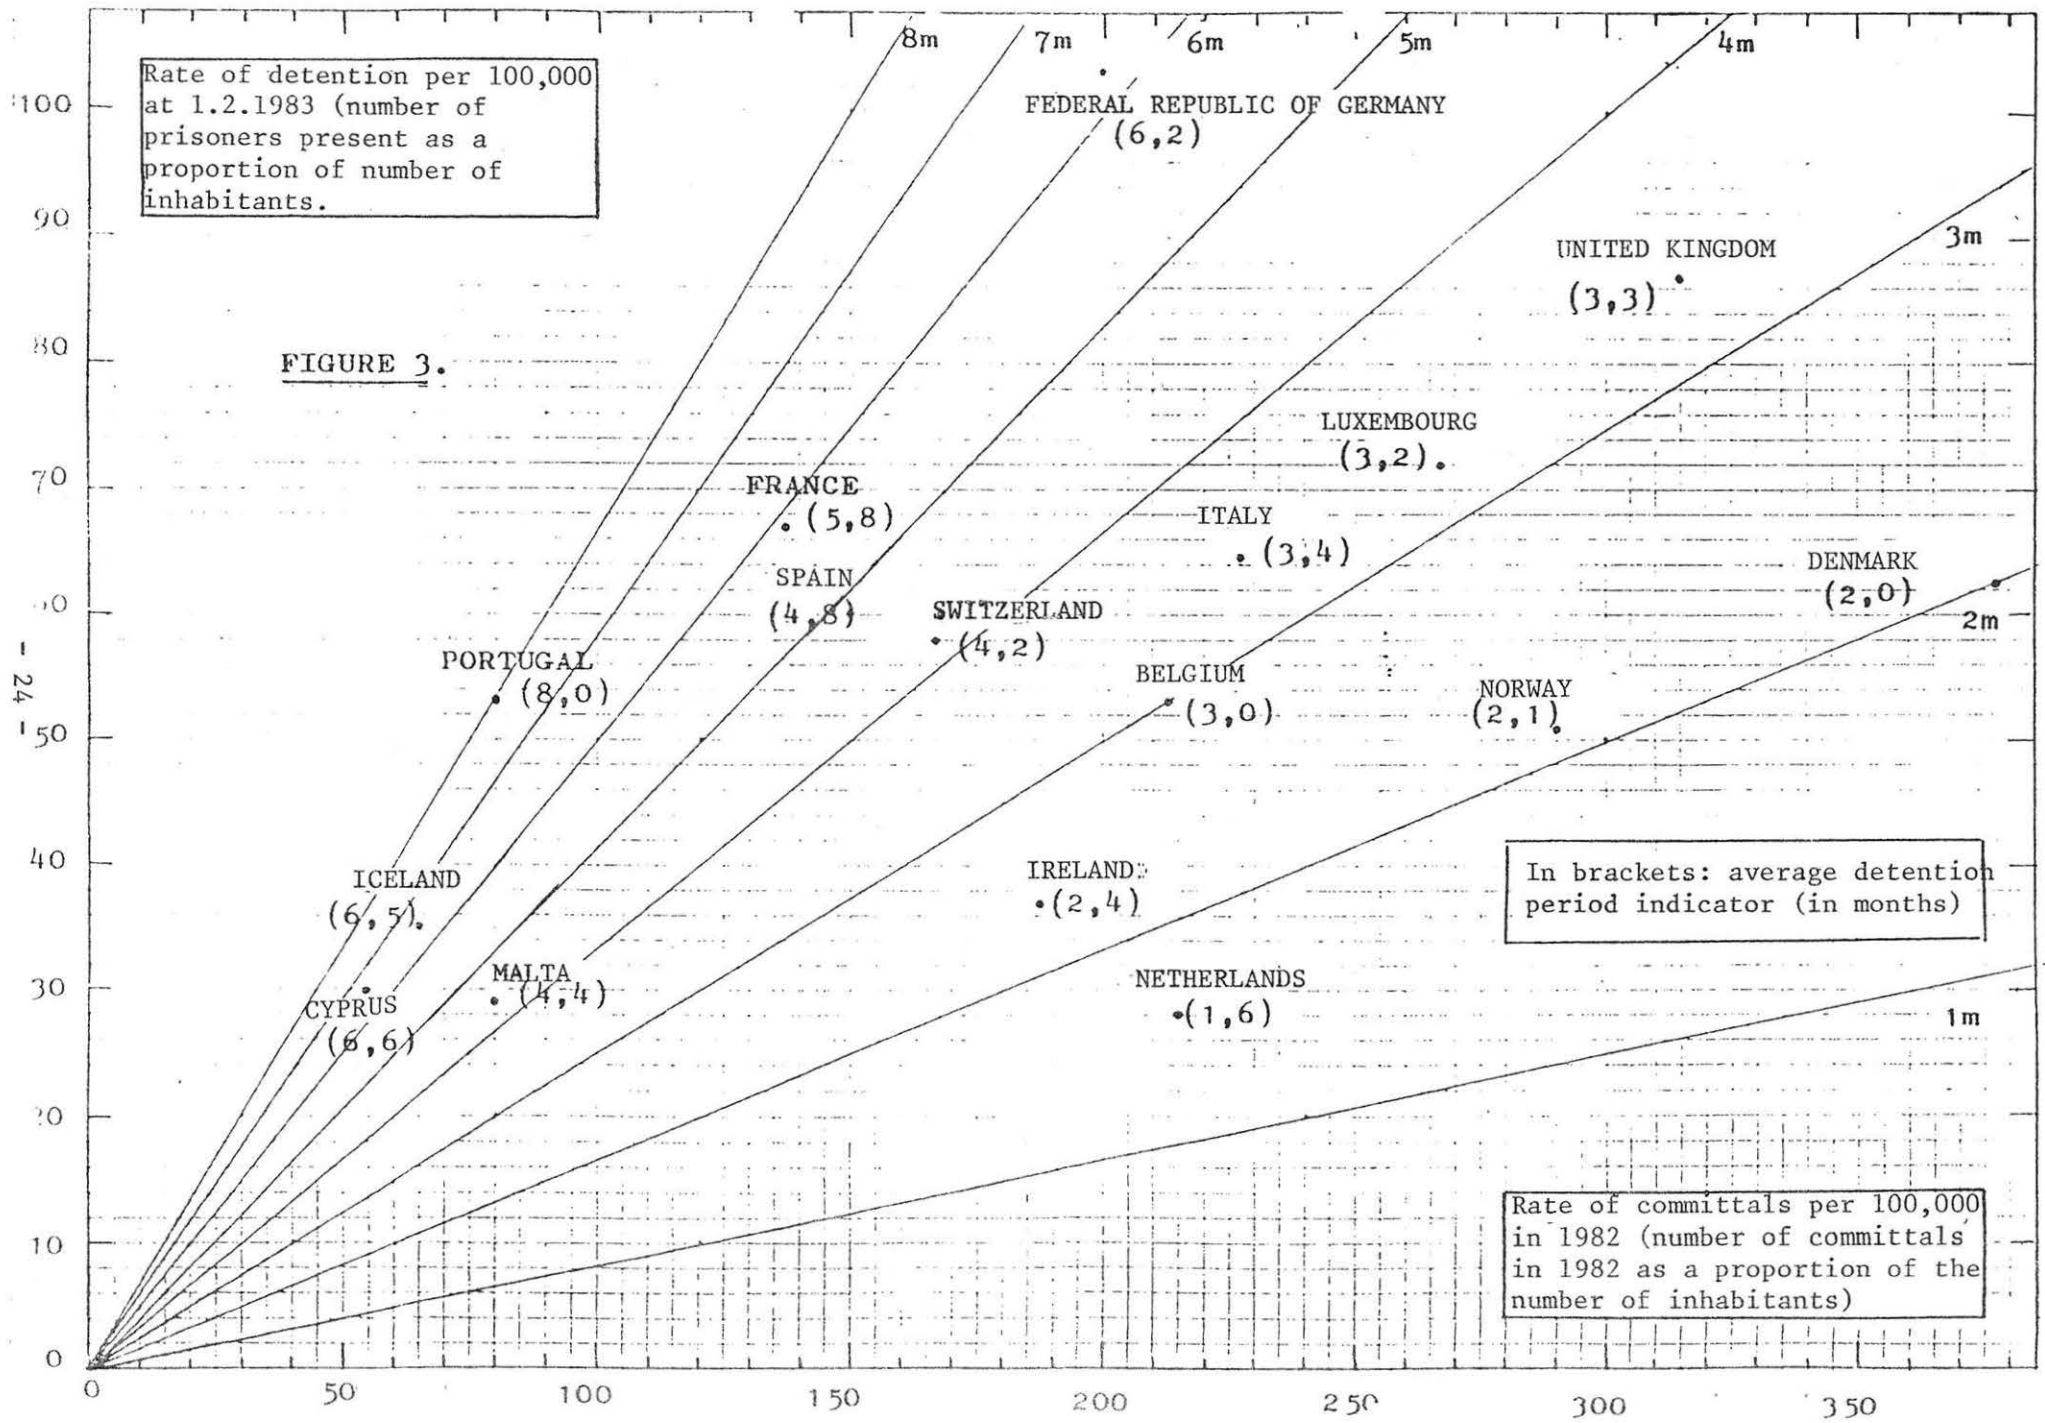 8m 7m 6m 5m 4m
Rate of detention per 100,000
at 1.2.1983 (number of
prisoners present as a
proportion of number of
inhabitants.
100
FEDERAL REPUBLIC OF GERMANY
(6,2)
90
3m
UNITED KINGDOM
(3,3)
80
FIGURE 3.
LUXEMBOURG
(3,2)
70
FRANCE
(5,8)
ITALY
(3,4)
SPAIN
(4,8)
DENMARK
(2,0)
2m
SWITZERLAND
(4,2)
PORTUGAL
(8,0)
BELGIUM
(3,0)
NORWAY
(2,1)
- 24 -
50
40
ICELAND
(6,5)
IRELAND
(2,4)
In brackets: average detention
period indicator (in months)
30
MALTA
(4,4)
CYPRUS
(6,6)
NETHERLANDS
(1,6)
1m
20
10
Rate of committals per 100,000
in 1982 (number of committals
in 1982 as a proportion of the
number of inhabitants)
0
0 50 100 150 200 250 300 350